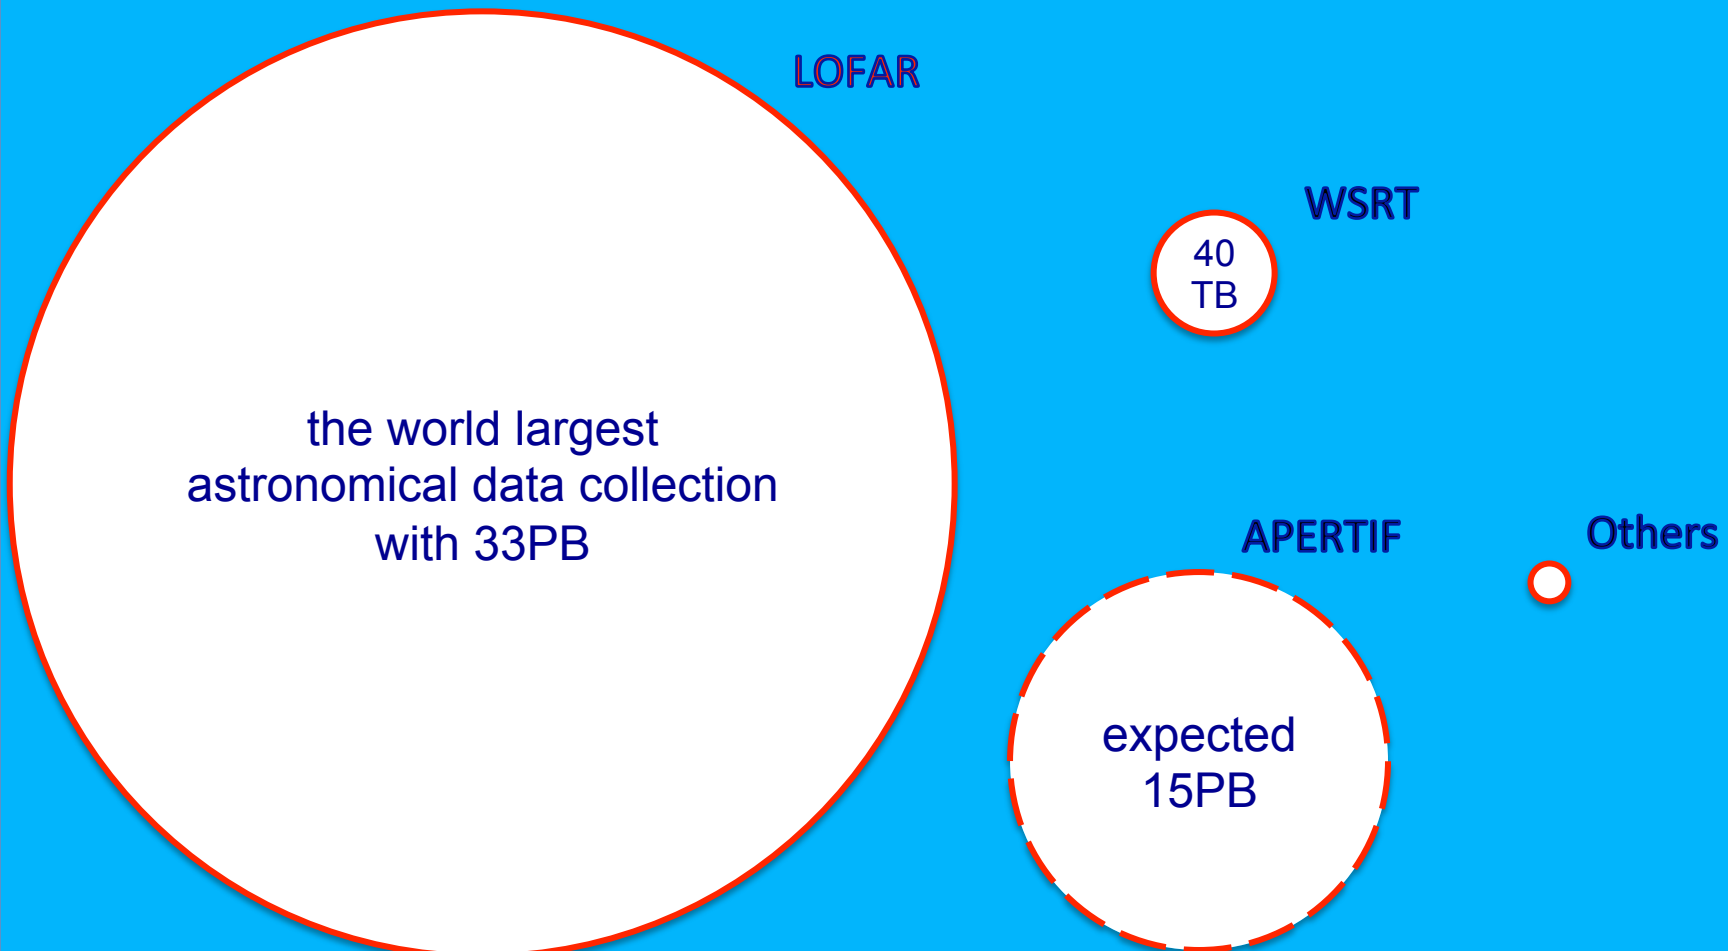 LOFAR
the world largest
astronomical data collection
with 33PB
WSRT
40
TB
APERTIF
expected
15PB
Others